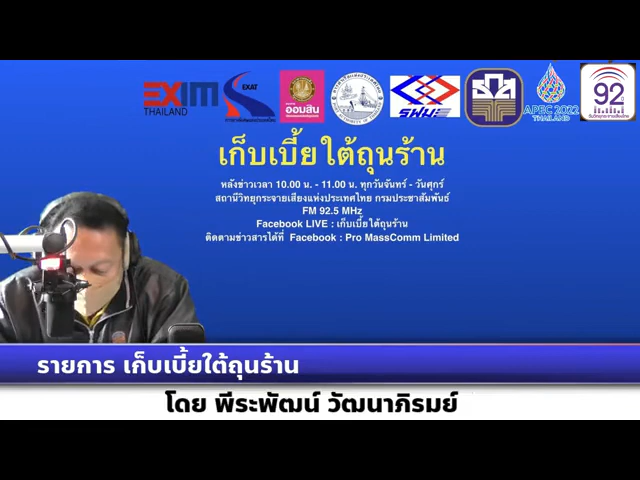 EXIM
THAILAND
EXAT
ออมสิน
รฟม
APEC 2022
THAILAND
92
เก็บเบี้ยใต้ถุนร้าน
หลังข่าวเวลา 10.00 น. - 11.00 น. ทุกวันจันทร์ - วันศุกร์
สถานีวิทยุกระจายเสียงแห่งประเทศไทย กรมประชาสัมพันธ์
FM 92.5 MHz
Facebook LIVE : เก็บเบี้ยใต้ถุนร้าน
ติดตามข่าวสารได้ที่ Facebook : Pro MassComm Limited
รายการ เก็บเบี้ยใต้ถุนร้าน
โดย พีระพัฒน์ วัฒนาภิรมย์